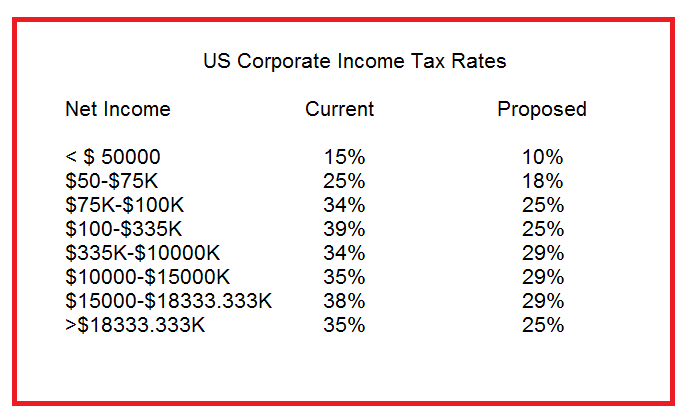 US Corporate Income Tax Rates
Net Income Current Proposed
< $ 50000 15% 10%
$50-$75K 25% 18%
$75K-$100K 34% 25%
$100-$335K 39% 25%
$335K-$10000K 34% 29%
$10000-$15000K 35% 29%
$15000-$18333.333K 38% 29%
>$18333.333K 35% 25%